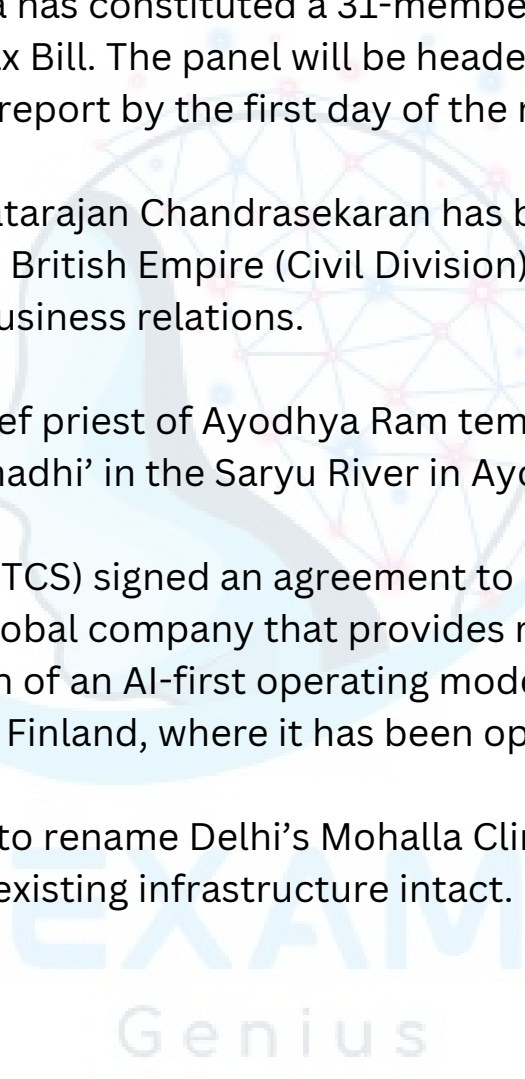 a has constituted a 31-membe
x Bill. The panel will be heade
report by the first day of the
atarajan Chandrasekaran has b
British Empire (Civil Division)
usiness relations.
ef priest of Ayodhya Ram tem
nadhi’ in the Saryu River in Ayo
TCS) signed an agreement to
obal company that provides
n of an AI-first operating mode
Finland, where it has been op
to rename Delhi’s Mohalla Clin
existing infrastructure intact.
EXAM
Genius